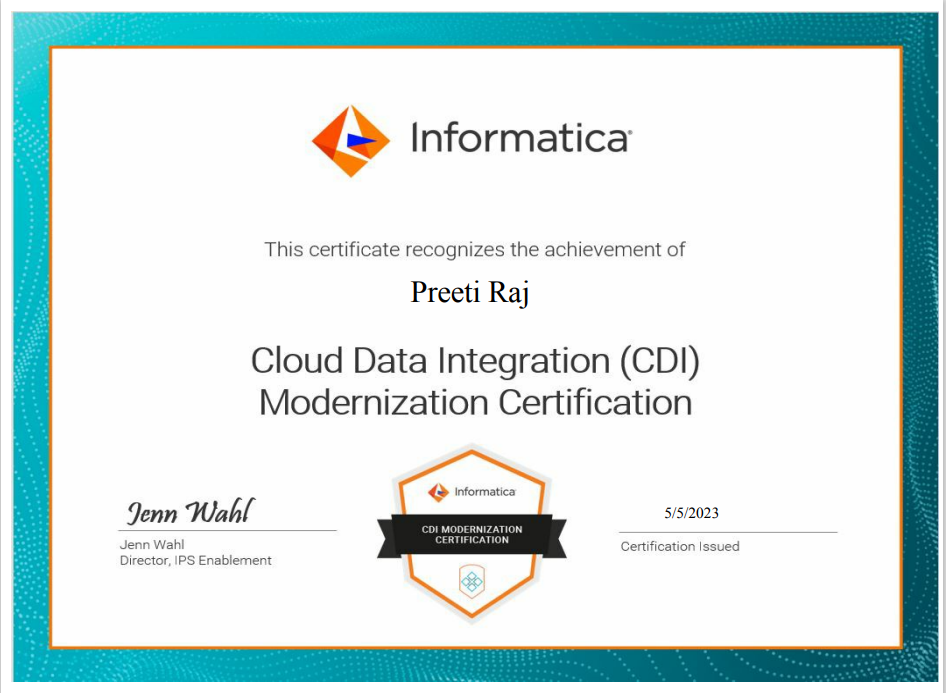 Informatica®
This certificate recognizes the achievement of
Preeti Raj
Cloud Data Integration (CDI)
Modernization Certification
Informatica
CDI MODERNIZATION
CERTIFICATION
Jenn Wahl
Jenn Wahl
Director, IPS Enablement
5/5/2023
Certification Issued